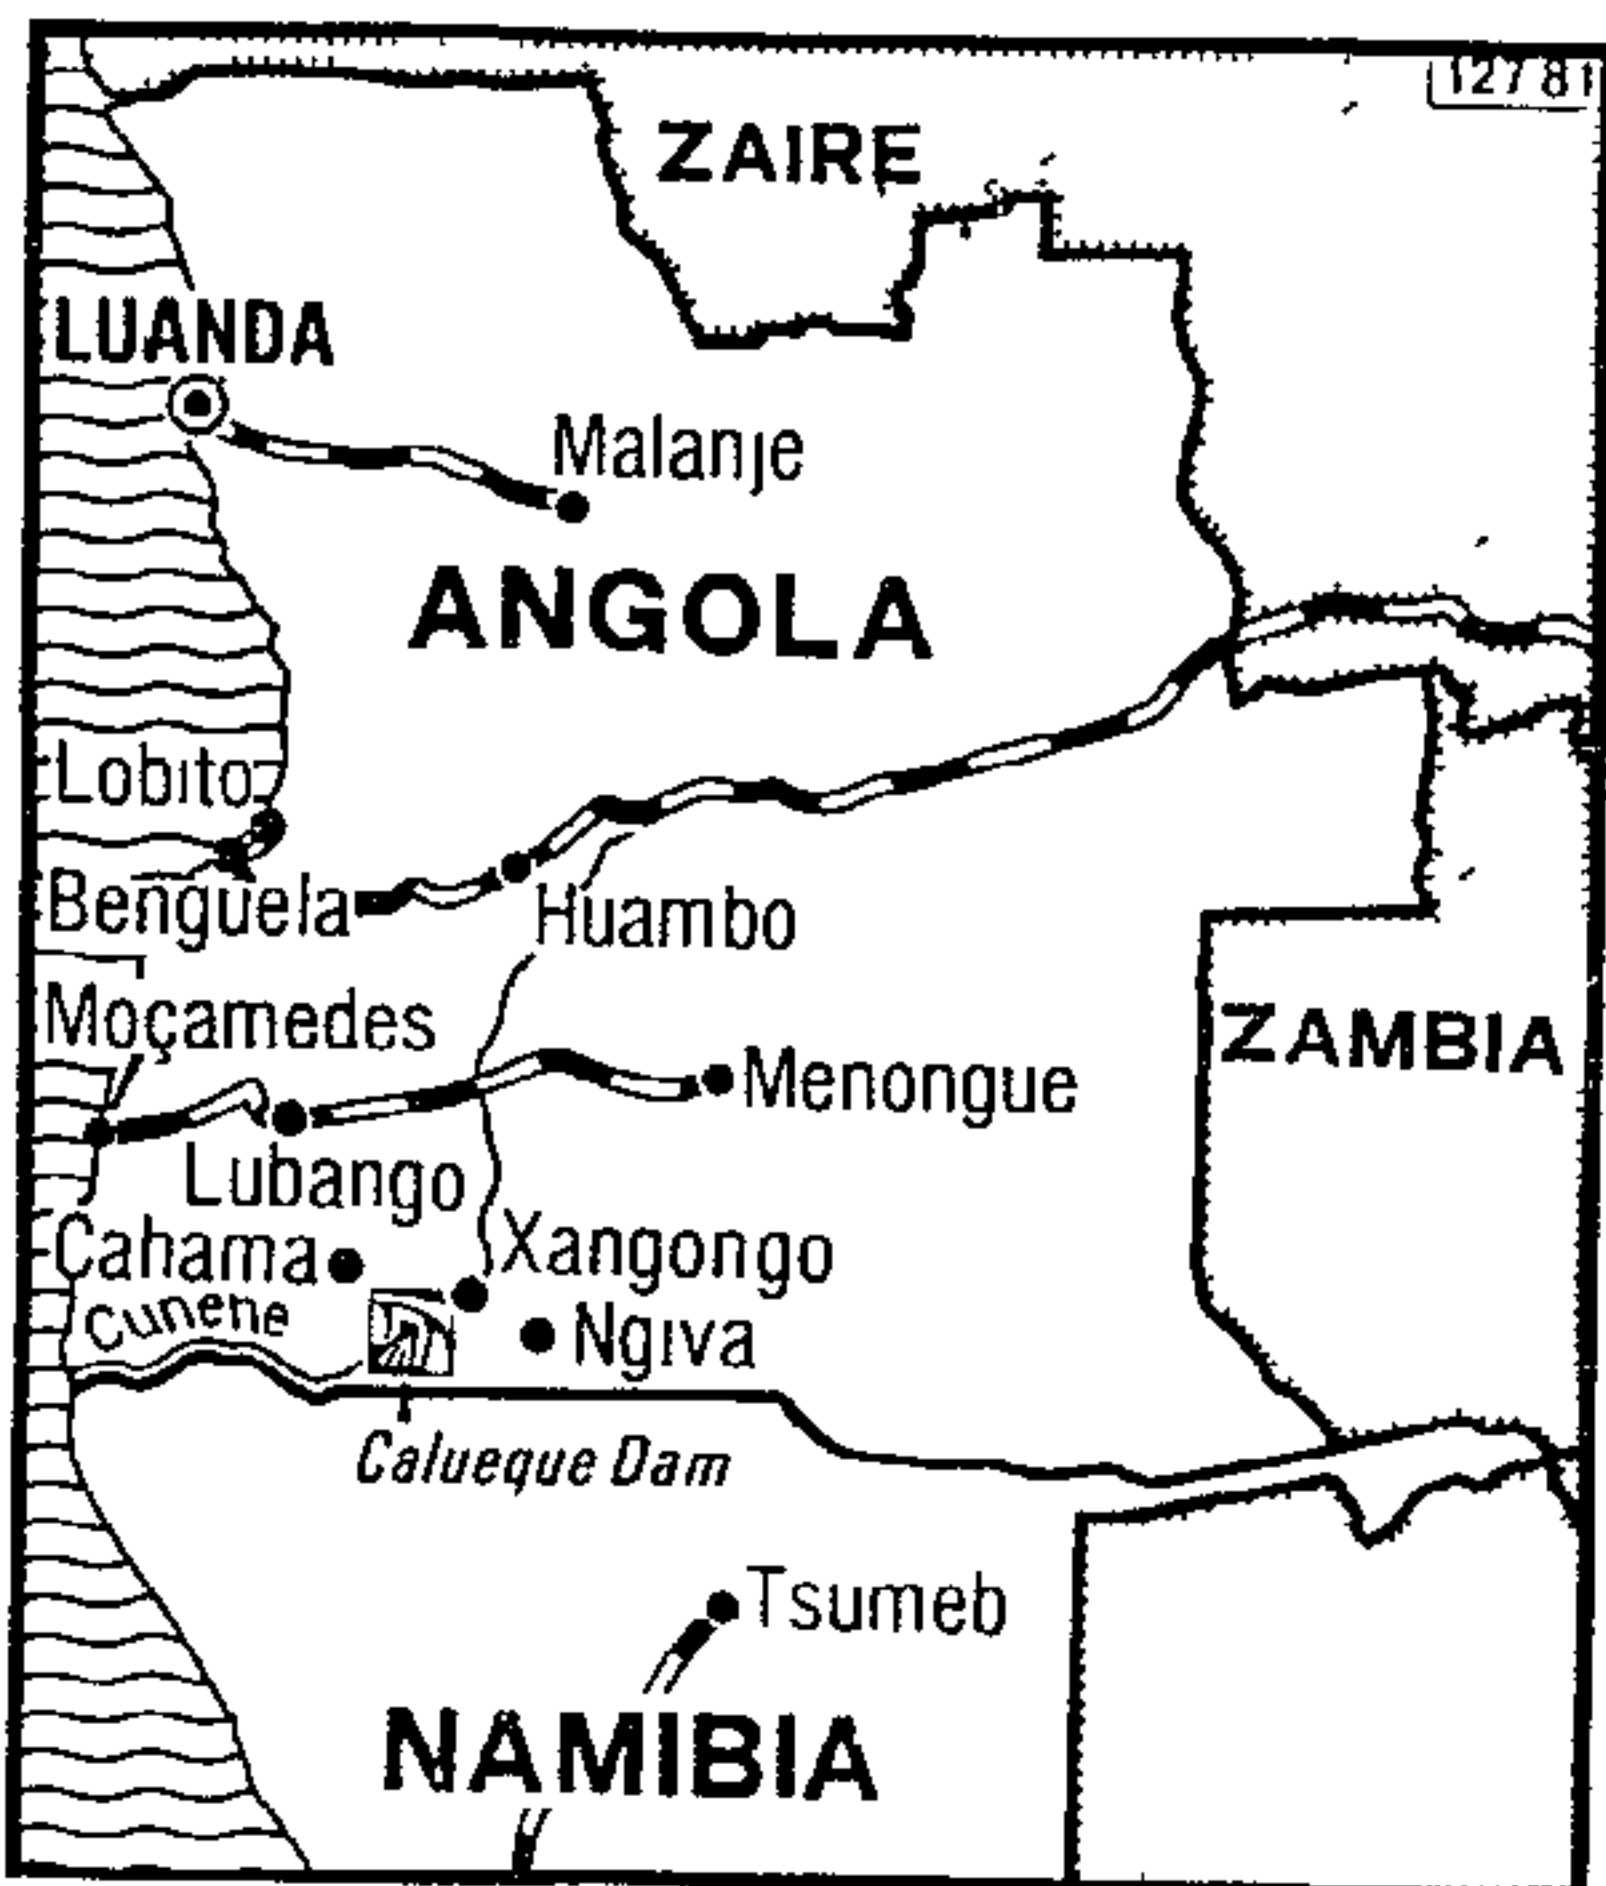 12781
ZAIRE
LUANDA
Malanje
ANGOLA
Lobito
Benguela
Huambo
Moçamedes
ZAMBIA
Menongue
Lubango
Xangongo
Cahama
Cunene
Ngiva
Calueque Dam
Tsumeb
NAMIBIA